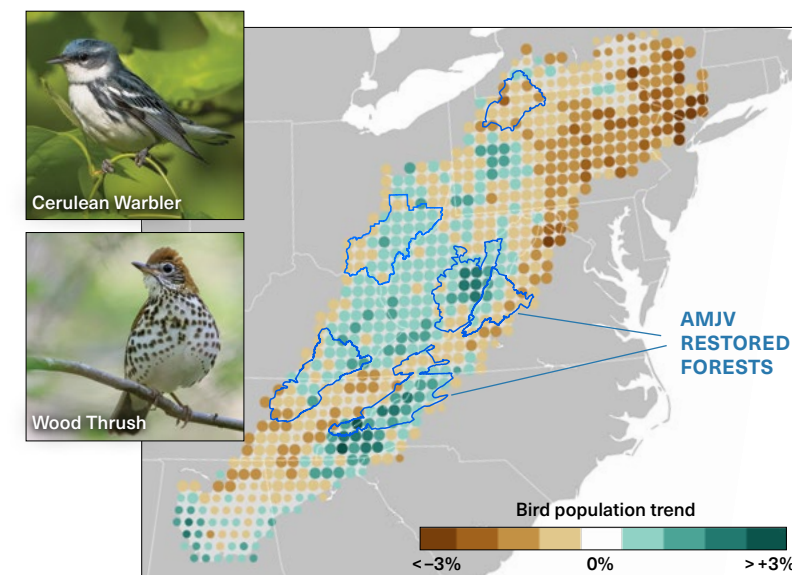 Cerulean Warbler
Wood Thrush
AMJV
RESTORED
FORESTS
Bird population trend
<–3%
0%
>+3%